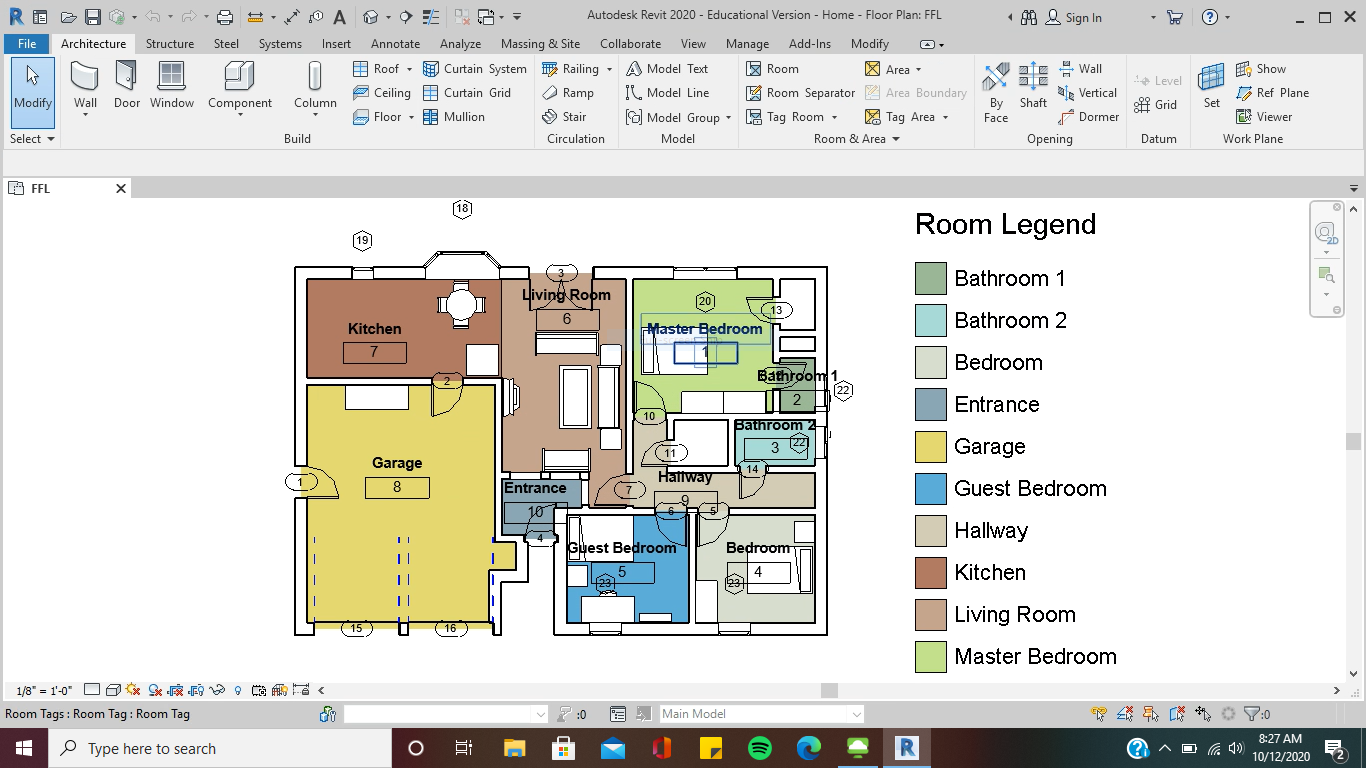 Autodesk Revit 2020 - Educational Version - Home - Floor Plan: FFL
Sign In
File Architecture Structure Steel Systems Insert Annotate Analyze Massing & Site Collaborate View Manage Add-Ins Modify
Modify
Wall
Door
Window
Component
Column
Roof
Ceiling
Floor
Curtain System
Curtain Grid
Mullion
Railing
Ramp
Stair
Model Text
Model Line
Model Group
Room
Room Separator
Tag Room
Area
Area Boundary
Tag Area
By
Face
Shaft
Wall
Vertical
Dormer
Level
Grid
Set
Show
Ref Plane
Viewer
Select
Build
Circulation
Model
Room & Area
Opening
Datum
Work Plane
FFL
18
19
3
Living Room
6
Kitchen
7
20
13
Master Bedroom
1
Bathroom 1
2
22
2
10
Bathroom 2
3
22
11
14
Garage
8
1
Hallway
9
7
Entrance
10
4
6
5
Guest Bedroom
5
23
Bedroom
4
23
15
16
Room Legend
Bathroom 1
Bathroom 2
Bedroom
Entrance
Garage
Guest Bedroom
Hallway
Kitchen
Living Room
Master Bedroom
2D
1/8" = 1'-0"
Room Tags : Room Tag : Room Tag
:0
Main Model
:0
Type here to search
8:27 AM
10/12/2020
2